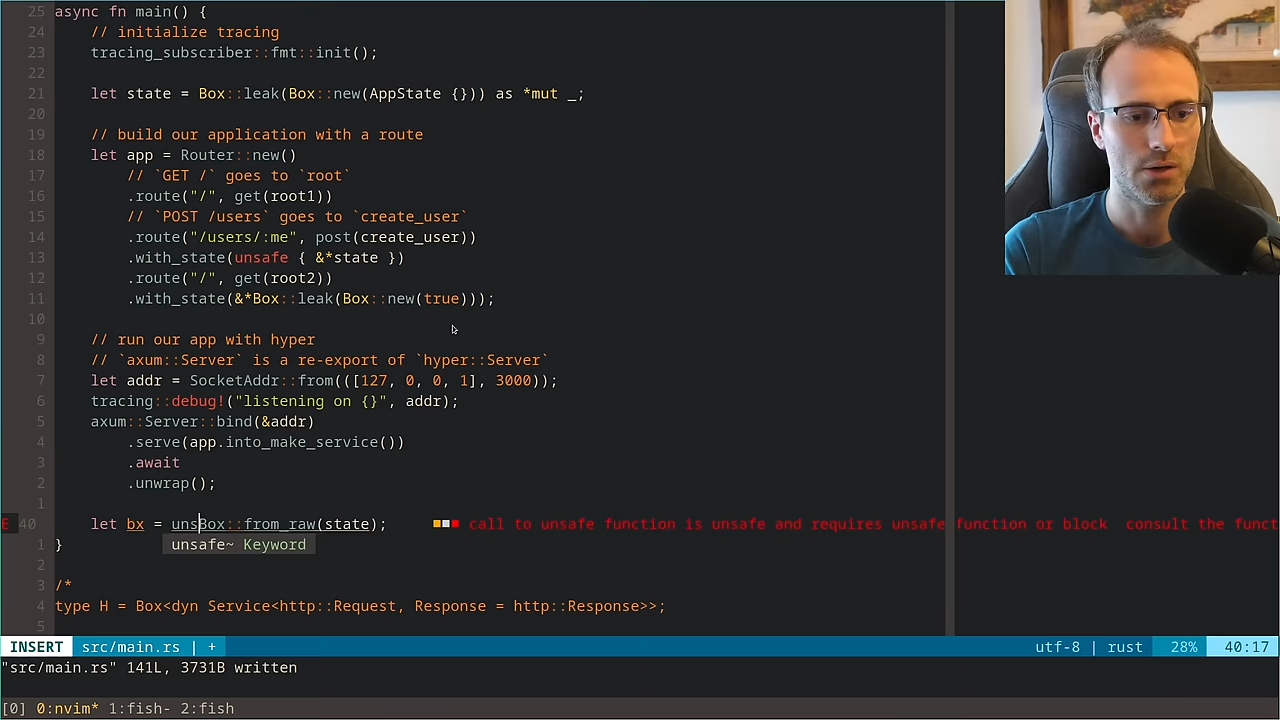 25 async fn main() {
24 // initialize tracing
23 tracing_subscriber::fmt::init();
22
21 let state = Box::leak(Box::new(AppState {})) as *mut _;
20
19 // build our application with a route
18 let app = Router::new()
17 // `GET /` goes to `root`
16 .route("/", get(root1))
15 // `POST /users` goes to `create_user`
14 .route("/users/:me", post(create_user))
13 .with_state(unsafe { &*state })
12 .route("/", get(root2))
11 .with_state(&*Box::leak(Box::new(true)));
10
9 // run our app with hyper
8 // `axum::Server` is a re-export of `hyper::Server`
7 let addr = SocketAddr::from(([127, 0, 0, 1], 3000));
6 tracing::debug!("listening on {}", addr);
5 axum::Server::bind(&addr)
4 .serve(app.into_make_service())
3 .await
2 .unwrap();
1
E 40 let bx = unsBox::from_raw(state); call to unsafe function is unsafe and requires unsafe function or block consult the funct
1 } unsafe~ Keyword
2
3 /*
4 type H = Box<dyn Service<http::Request, Response = http::Response>>;
5
INSERT src/main.rs | + utf-8 | rust 28% 40:17
"src/main.rs" 141L, 3731B written
[0] 0:nvim* 1:fish- 2:fish